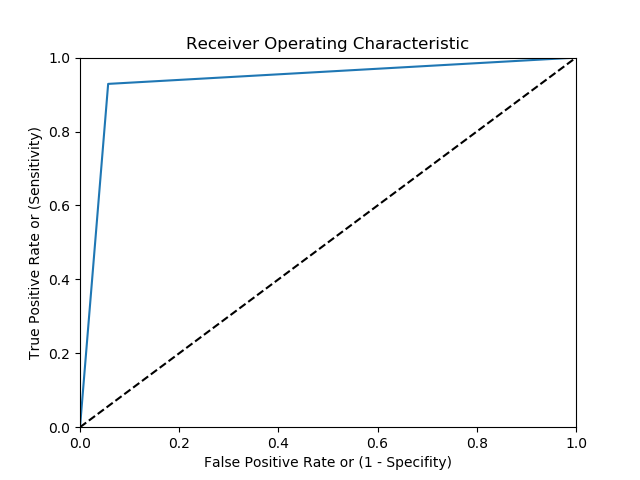 Receiver Operating Characteristic
1.0
0.8
0.6
0.4
0.2
0.0
True Positive Rate or (Sensitivity)
0.0 0.2 0.4 0.6 0.8 1.0
False Positive Rate or (1 - Specifity)